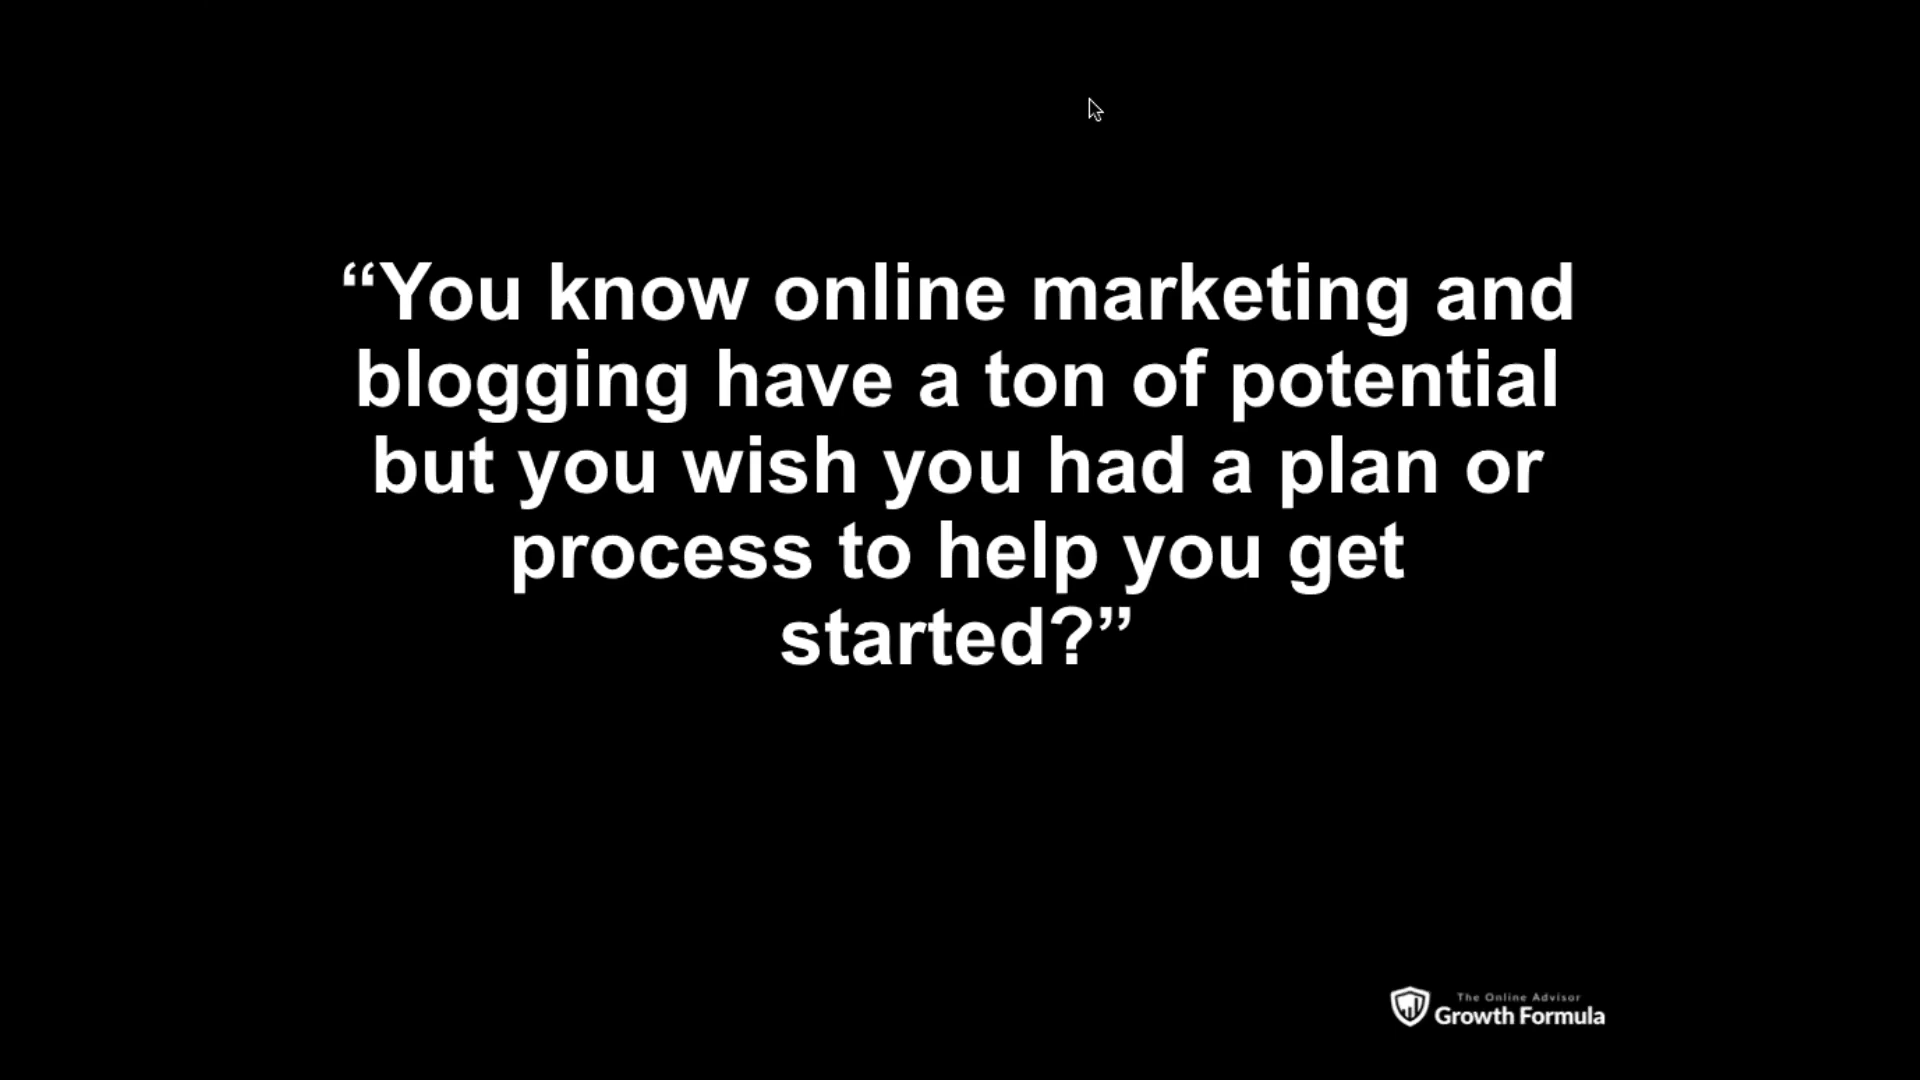 “You know online marketing and
blogging have a ton of potential
but you wish you had a plan or
process to help you get
started?”
The Online Advisor
Growth Formula